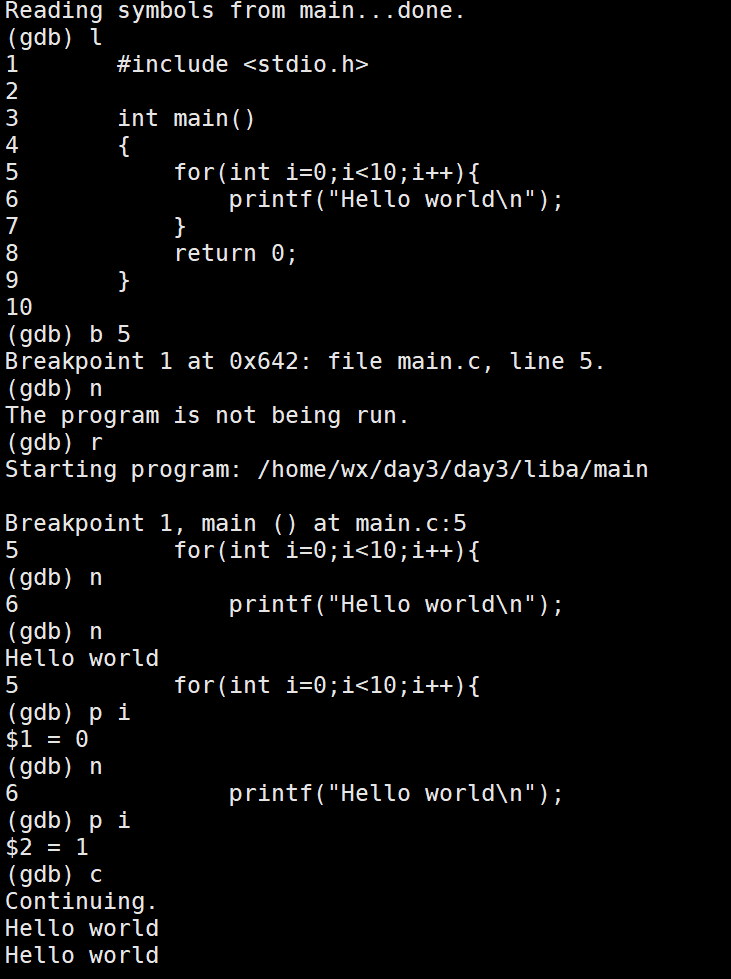 Reading symbols from main...done.
(gdb) l
1       #include <stdio.h>
2
3       int main()
4       {
5           for(int i=0;i<10;i++){
6               printf("Hello world\n");
7           }
8           return 0;
9       }
10
(gdb) b 5
Breakpoint 1 at 0x642: file main.c, line 5.
(gdb) n
The program is not being run.
(gdb) r
Starting program: /home/wx/day3/day3/liba/main

Breakpoint 1, main () at main.c:5
5           for(int i=0;i<10;i++){
(gdb) n
6               printf("Hello world\n");
(gdb) n
Hello world
5           for(int i=0;i<10;i++){
(gdb) p i
$1 = 0
(gdb) n
6               printf("Hello world\n");
(gdb) p i
$2 = 1
(gdb) c
Continuing.
Hello world
Hello world